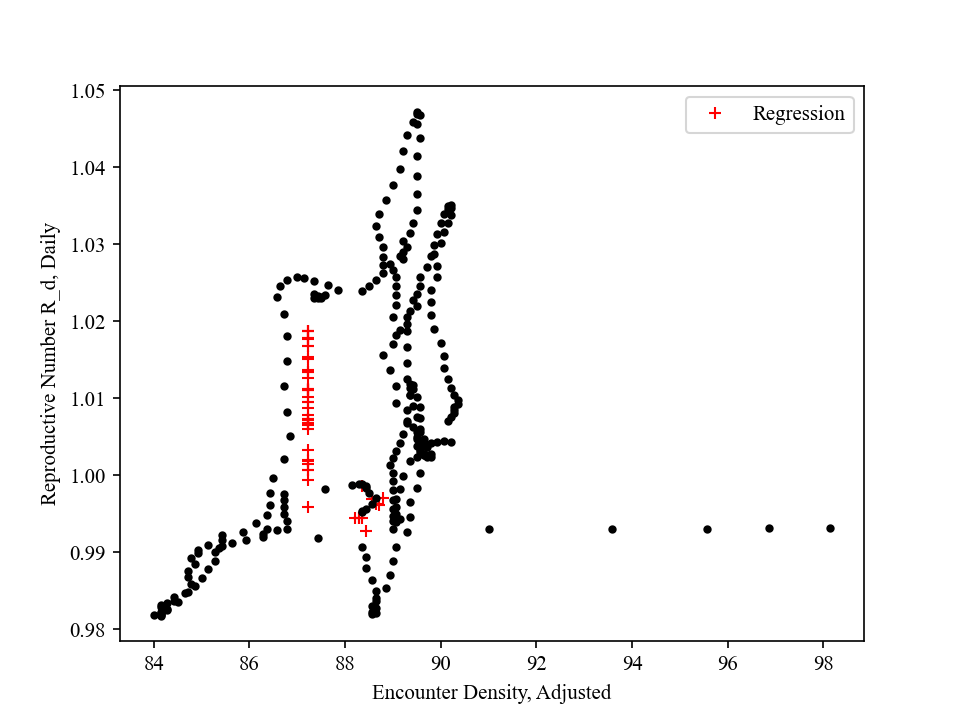 1.05
1.04
1.03
1.02
1.01
1.00
0.99
0.98
Reproductive Number R_d, Daily
Regression
84 86 88 90 92 94 96 98
Encounter Density, Adjusted